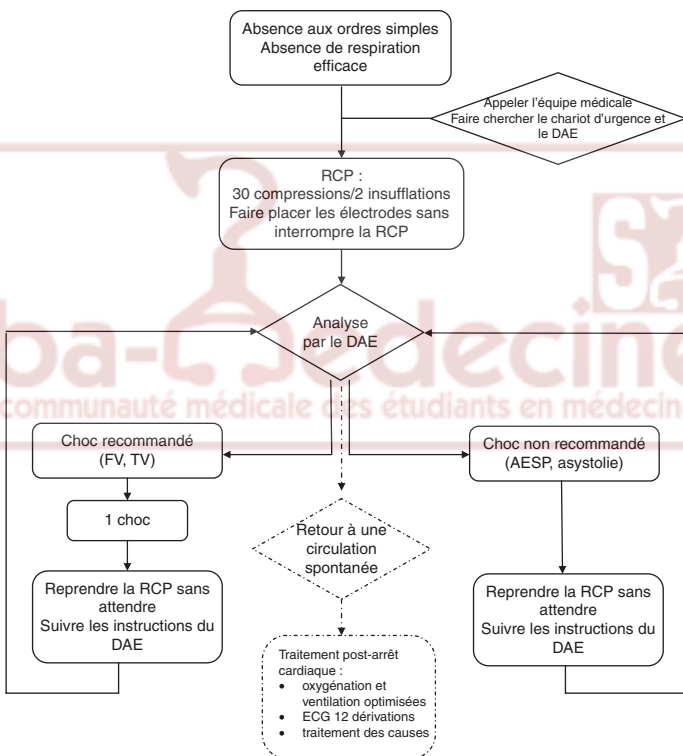 Absence aux ordres simples
Absence de respiration
efficace
Appeler l'équipe médicale
Faire chercher le chariot d'urgence et
le DAE
RCP :
30 compressions/2 insufflations
Faire placer les électrodes sans
interrompre la RCP
Analyse
par le DAE
ba-edecine
communauté médicale des étudiants en médecin
Choc recommandé
(FV, TV)
Choc non recommandé
(AESP, asystolie)
1 choc
Retour à une
circulation
spontanée
Reprendre la RCP sans
attendre
Suivre les instructions du
DAE
Reprendre la RCP sans
attendre
Suivre les instructions du
DAE
Traitement post-arrêt
cardiaque :
• oxygénation et
ventilation optimisées
• ECG 12 dérivations
• traitement des causes